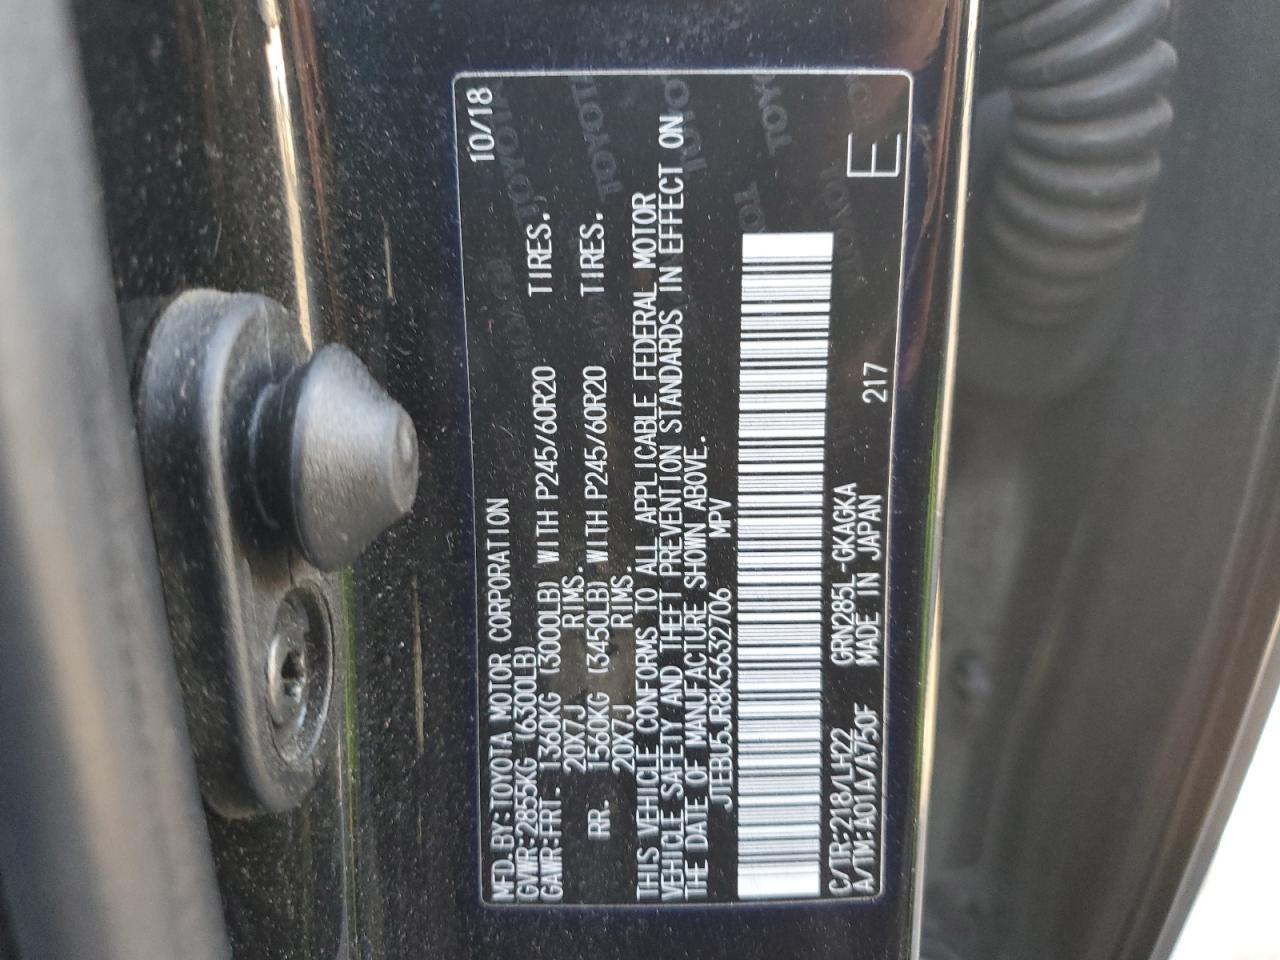 MFD.BY:TOYOTA MOTOR CORPORATION 10/18
GVWR:2855KG (6300LB)
GAWR:FRT. 1360KG (3000LB) WITH P245/60R20 TIRES.
20X7J RIMS.
RR. 1560KG (3450LB) WITH P245/60R20 TIRES.
20X7J RIMS.
THIS VEHICLE CONFORMS TO ALL APPLICABLE FEDERAL MOTOR
VEHICLE SAFETY AND THEFT PREVENTION STANDARDS IN EFFECT ON
THE DATE OF MANUFACTURE SHOWN ABOVE.
JTEBU5JR8K5632706 MPV
C/TR:218/LH22 GRN285L-GKAGKA
A/TM:A01A/A750F MADE IN JAPAN 217
E